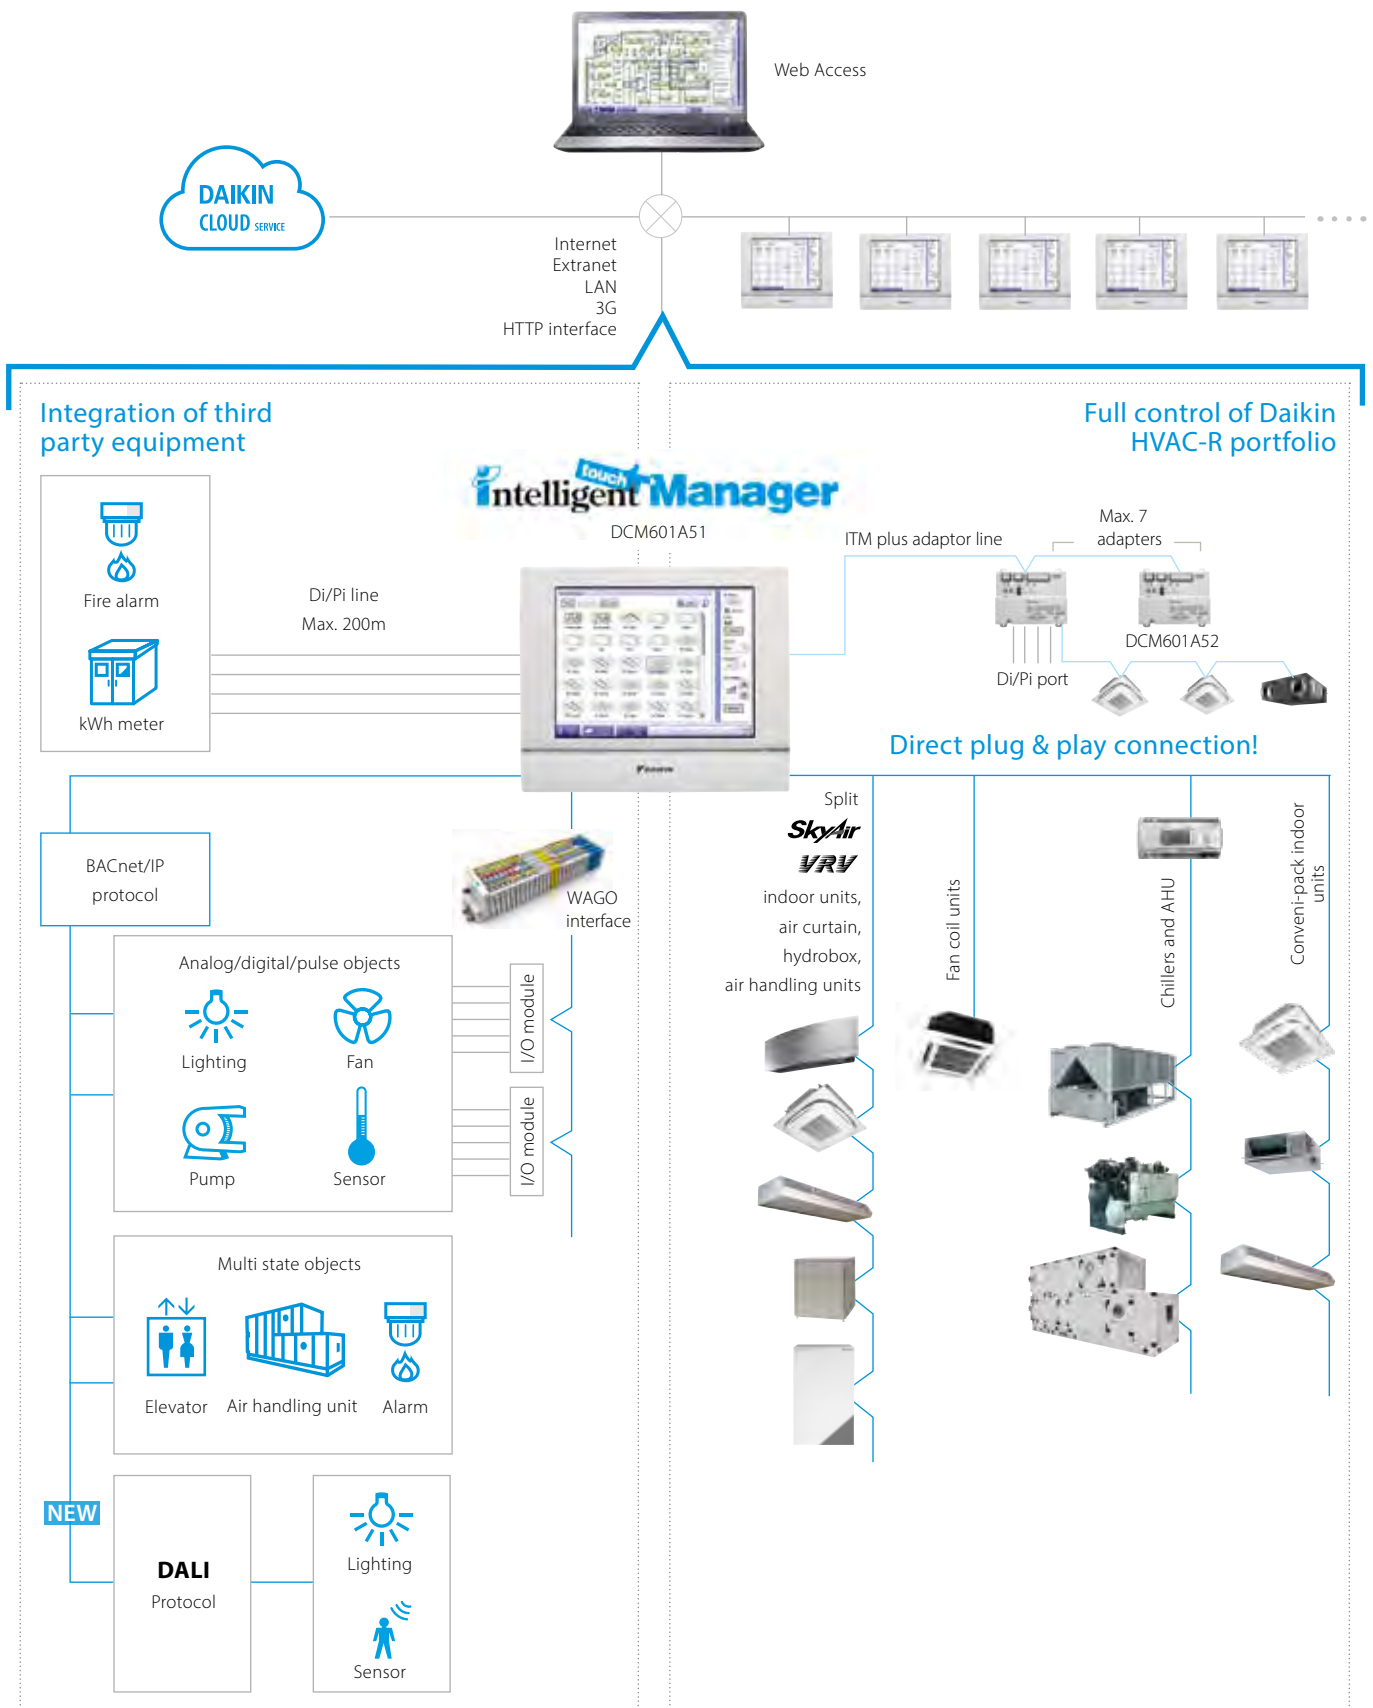 Web Access
DAIKIN
CLOUD SERVICE
Internet
Extranet
LAN
3G
HTTP interface
Integration of third
party equipment
Full control of Daikin
HVAC-R portfolio
Fire alarm
kWh meter
Di/Pi line
Max. 200m
touch
intelligent Manager
DCM601A51
ITM plus adaptor line
Max. 7
adapters
DCM601A52
Di/Pi port
DAIKIN
Direct plug & play connection!
BACnet/IP
protocol
WAGO
interface
Split
SkyAir
VRV
indoor units,
air curtain,
hydrobox,
air handling units
Fan coil units
Chillers and AHU
Conveni-pack indoor
units
Analog/digital/pulse objects
Lighting
Fan
Pump
Sensor
I/O module
I/O module
Multi state objects
Elevator
Air handling unit
Alarm
NEW
DALI
Protocol
Lighting
Sensor